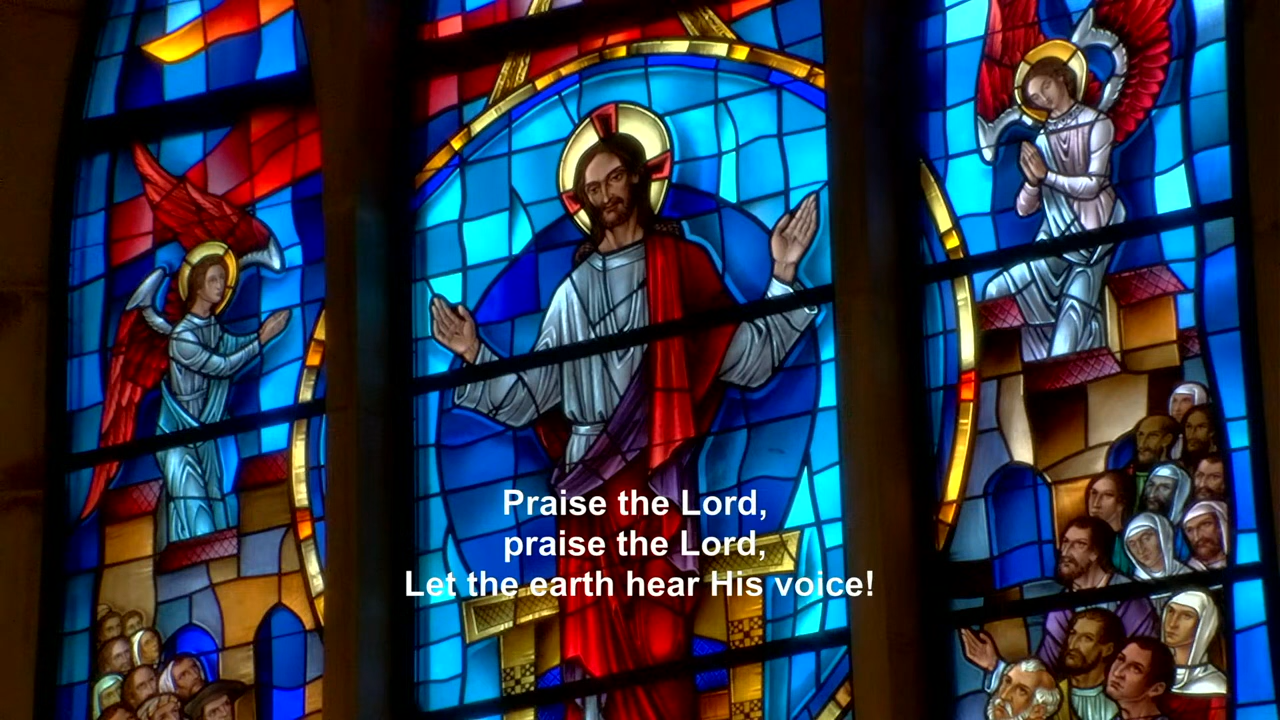 Praise the Lord,
praise the Lord,
Let the earth hear His voice!